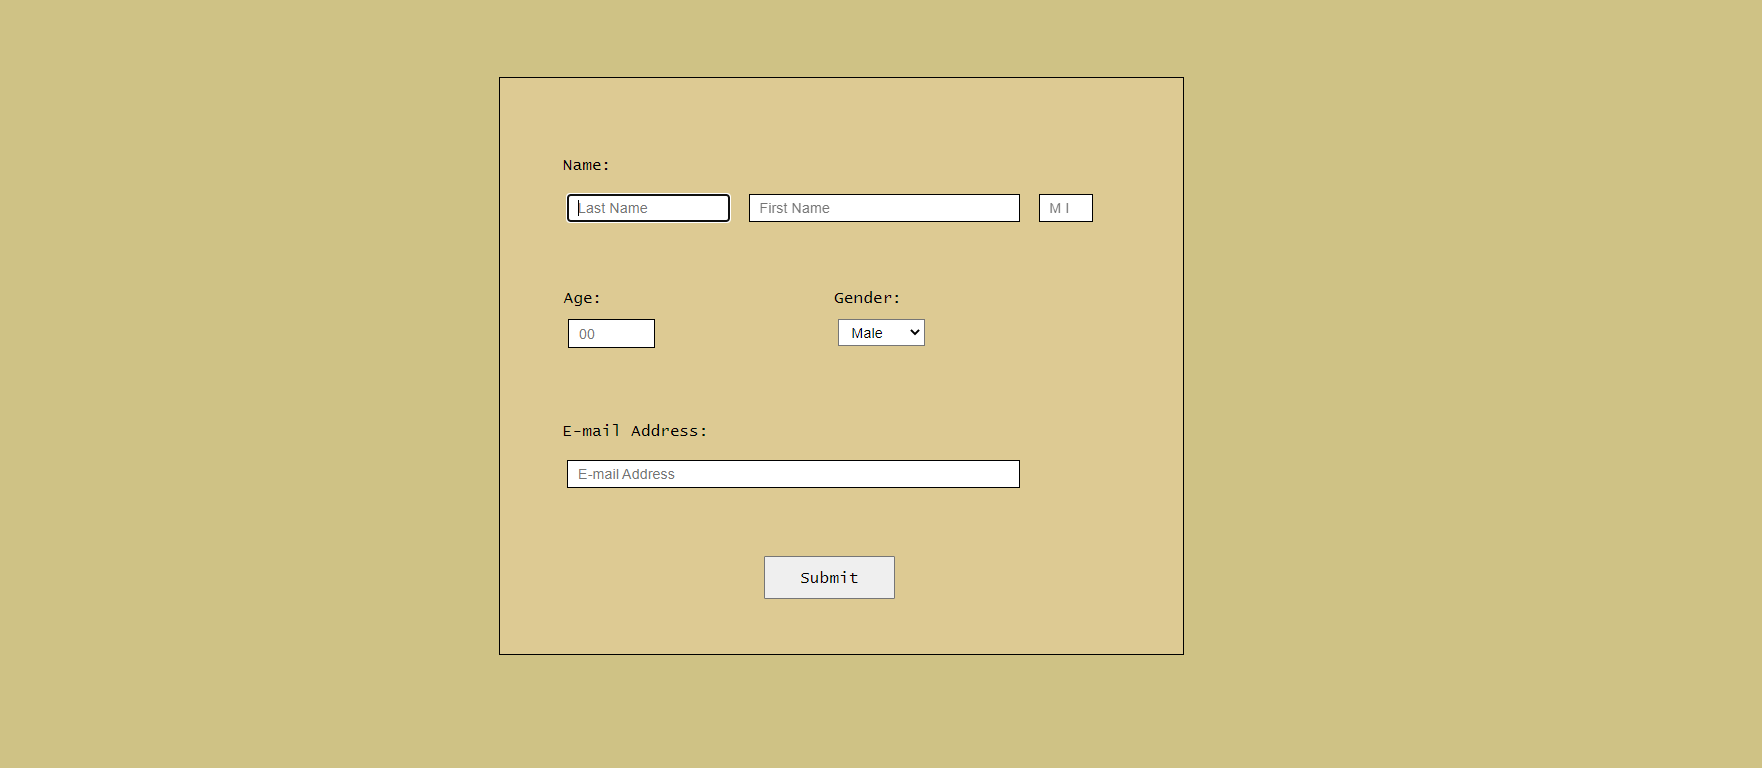 Name:
Last Name First Name M I
Age: Gender:
00 Male
E-mail Address:
E-mail Address
Submit